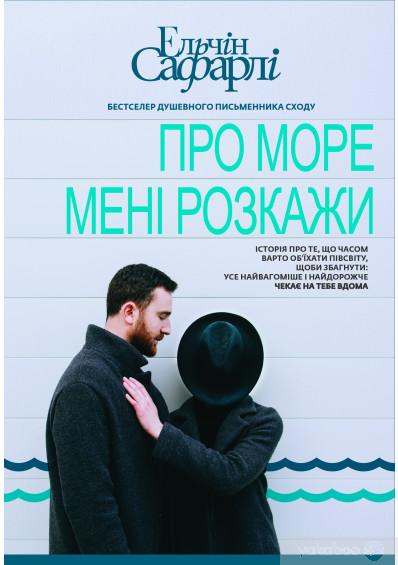 Ельчін
Сафарлі
БЕСТСЕЛЕР ДУШЕВНОГО ПИСЬМЕННИКА СХОДУ
ПРО МОРЕ
МЕНІ РОЗКАЖИ
ІСТОРІЯ ПРО ТЕ, ЩО ЧАСОМ
ВАРТО ОБ'ЇХАТИ ПІВСВІТУ,
ЩОБИ ЗБАГНУТИ:
УСЕ НАЙВАГОМІШЕ І НАЙДОРОЖЧЕ
ЧЕКАЄ НА ТЕБЕ ВДОМА